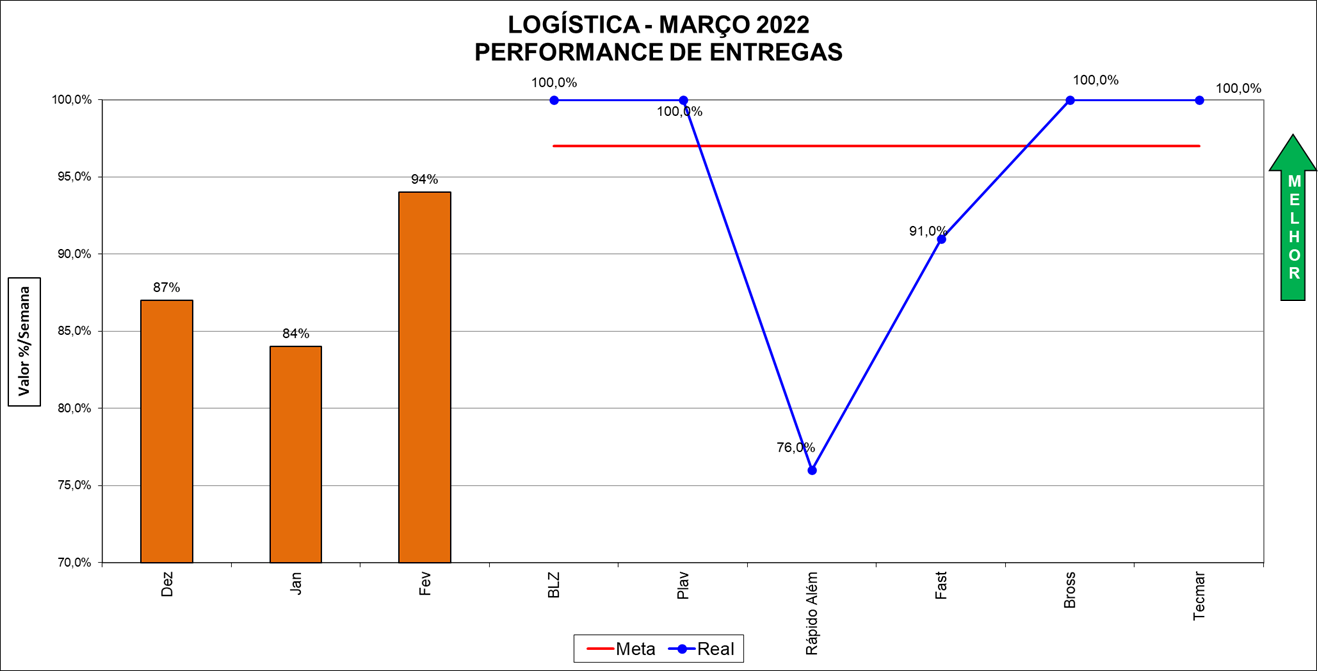 LOGÍSTICA - MARÇO 2022
PERFORMANCE DE ENTREGAS
100,0%
100,0%
100,0%
100,0%
100,0%
95,0%
94%
MELHOR
91,0%
90,0%
87%
Valor %/Semana
85,0%
84%
80,0%
76,0%
75,0%
70,0%
Dez
Jan
Fev
BLZ
Plav
Rápido Além
Fast
Bross
Tecmar
Meta
Real